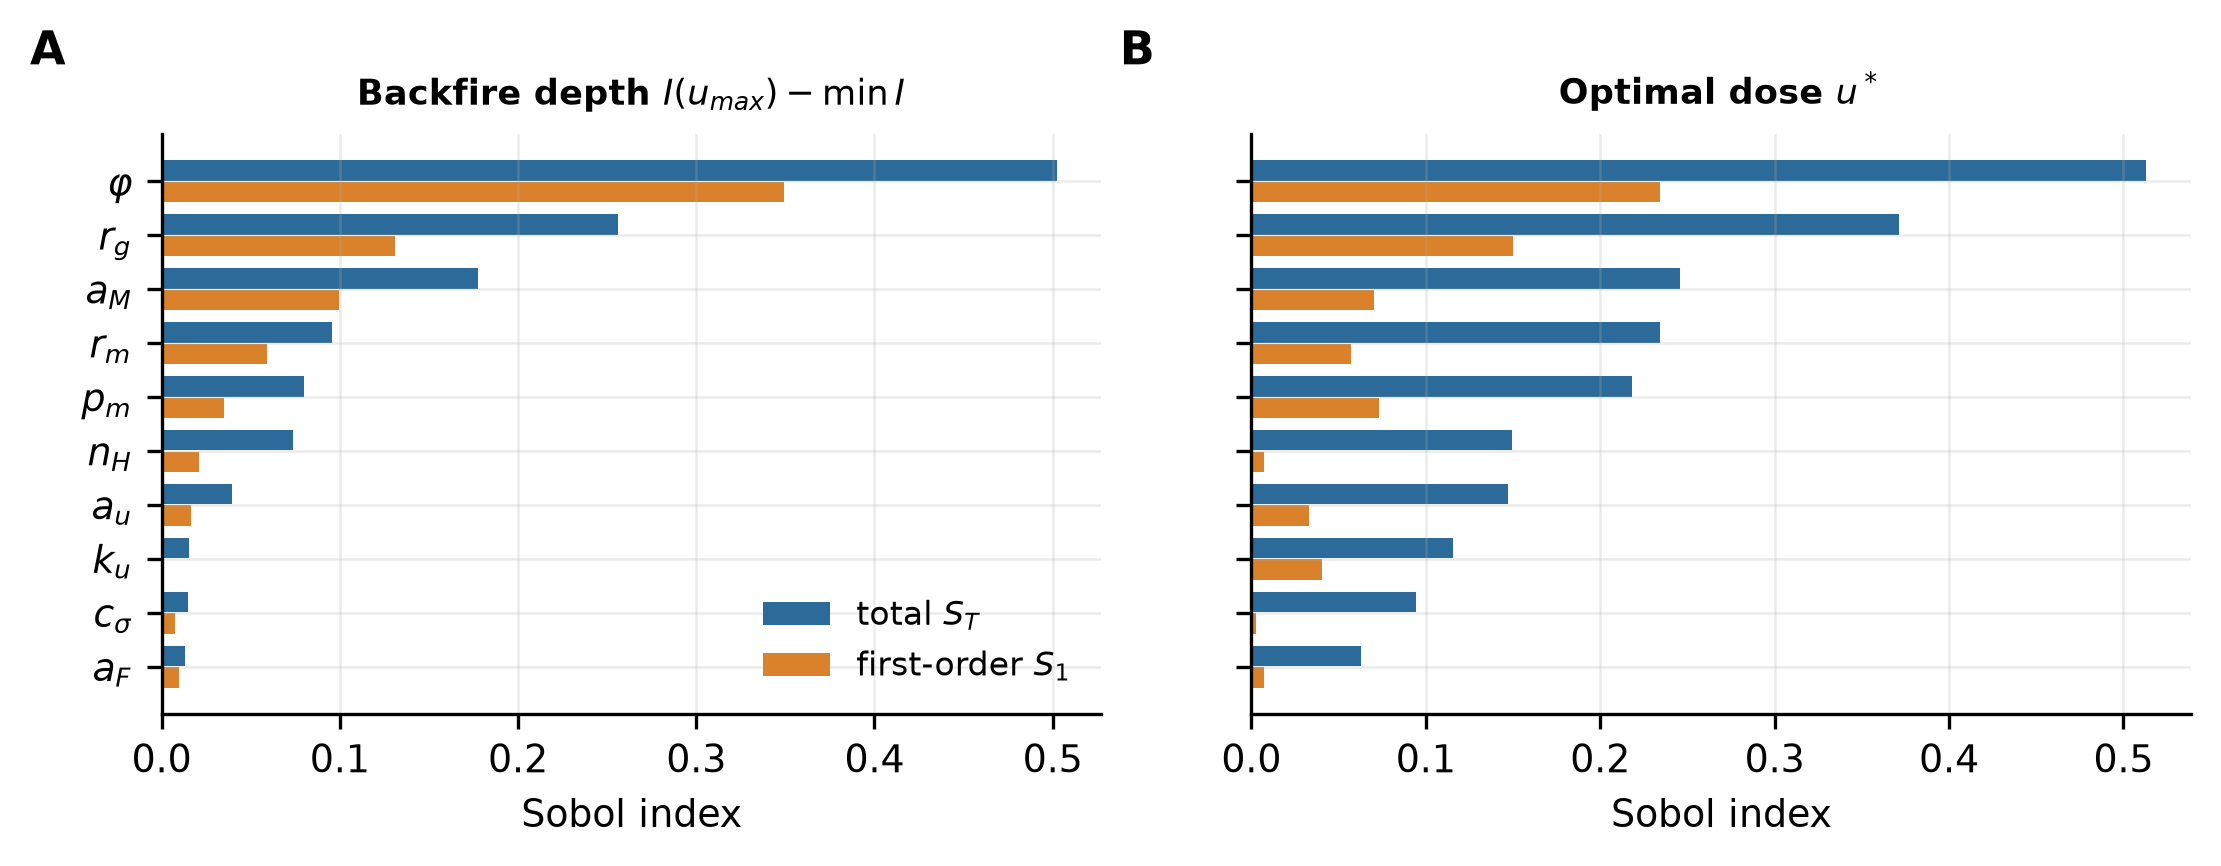 A
Backfire depth I(u_max) − min I
φ
r_g
a_M
r_m
p_m
n_H
a_u
k_u
c_σ
a_F
total S_T
first-order S_1
0.0 0.1 0.2 0.3 0.4 0.5
Sobol index
B
Optimal dose u*
0.0 0.1 0.2 0.3 0.4 0.5
Sobol index